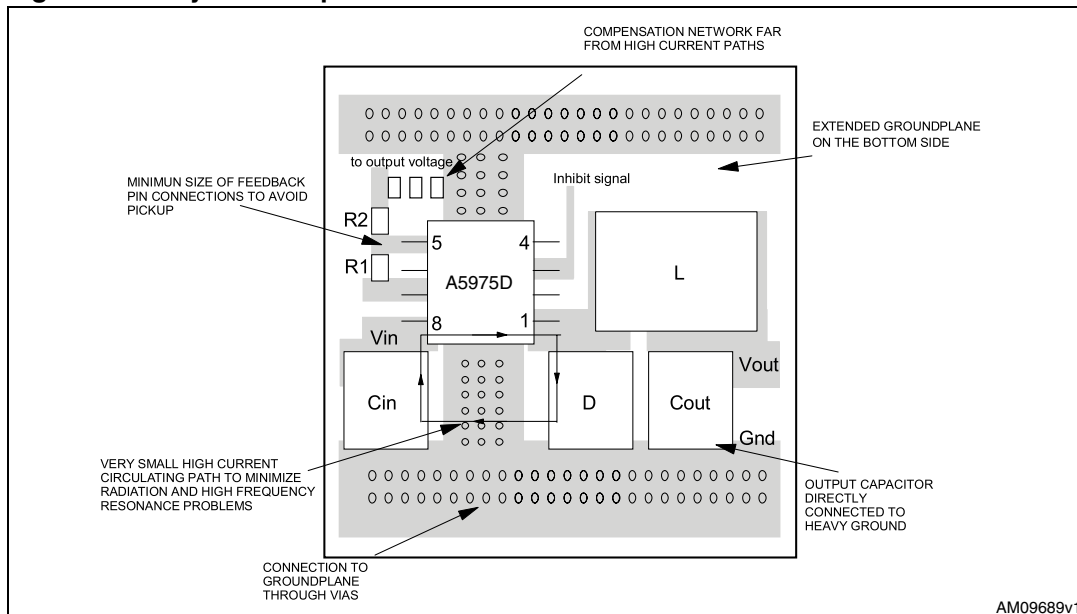 COMPENSATION NETWORK FAR
FROM HIGH CURRENT PATHS
EXTENDED GROUNDPLANE
ON THE BOTTOM SIDE
to output voltage
Inhibit signal
MINIMUN SIZE OF FEEDBACK
PIN CONNECTIONS TO AVOID
PICKUP
R2
5
4
R1
A5975D
L
8
1
Vin
Vout
Cin
D
Cout
Gnd
VERY SMALL HIGH CURRENT
CIRCULATING PATH TO MINIMIZE
RADIATION AND HIGH FREQUENCY
RESONANCE PROBLEMS
OUTPUT CAPACITOR
DIRECTLY
CONNECTED TO
HEAVY GROUND
CONNECTION TO
GROUNDPLANE
THROUGH VIAS
AM09689v1